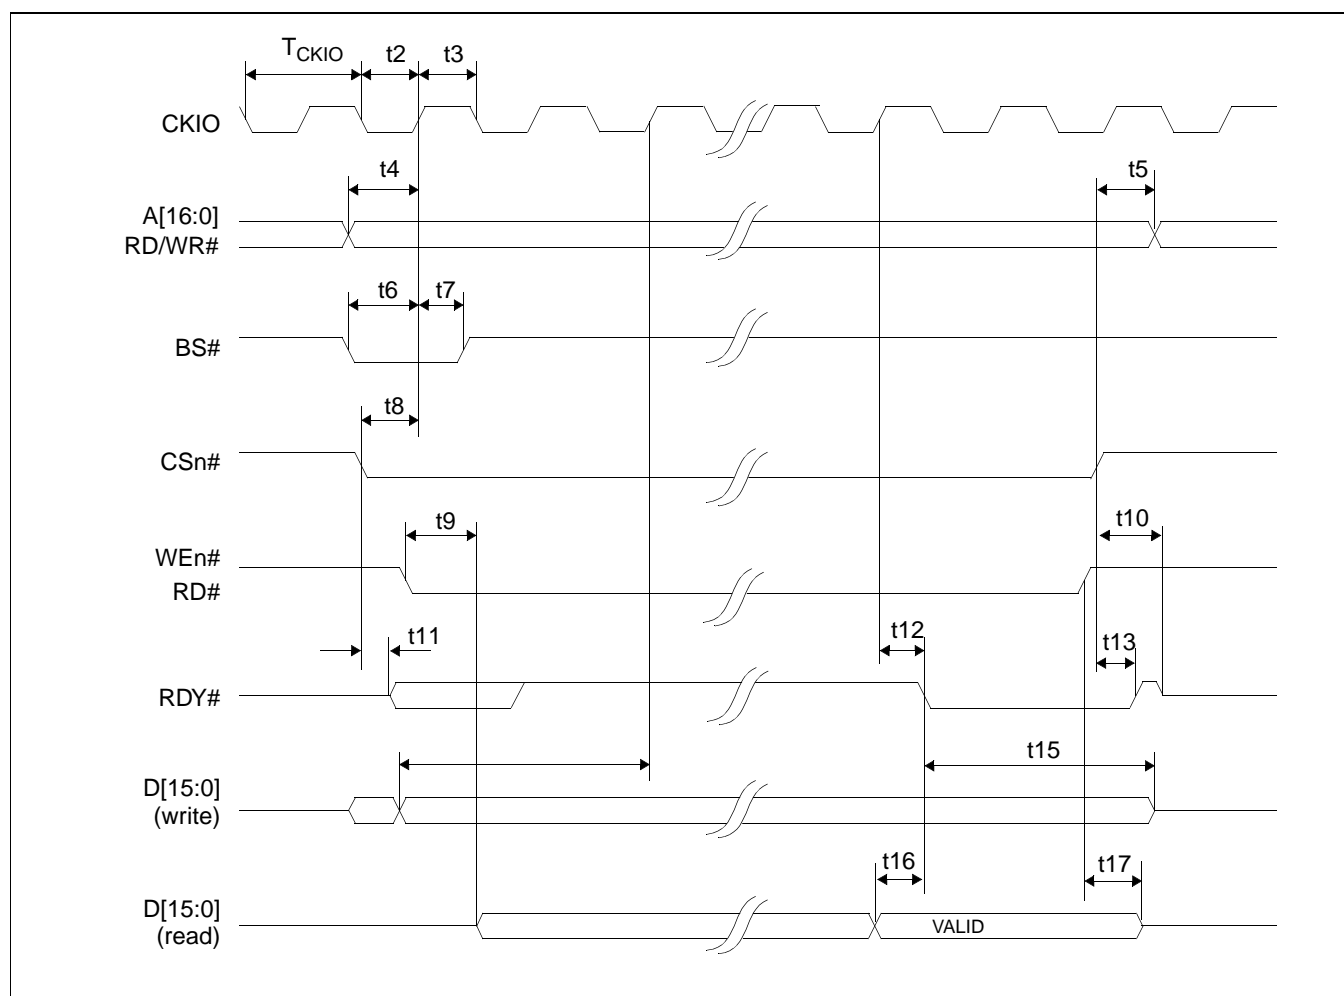 TCKIO t2 t3
CKIO
t4 t5
A[16:0]
RD/WR#
t6 t7
BS#
t8
CSn#
t9 t10
WEn#
RD#
t11 t12 t13
RDY#
t15
D[15:0]
(write)
t16 t17
D[15:0]
(read)
VALID